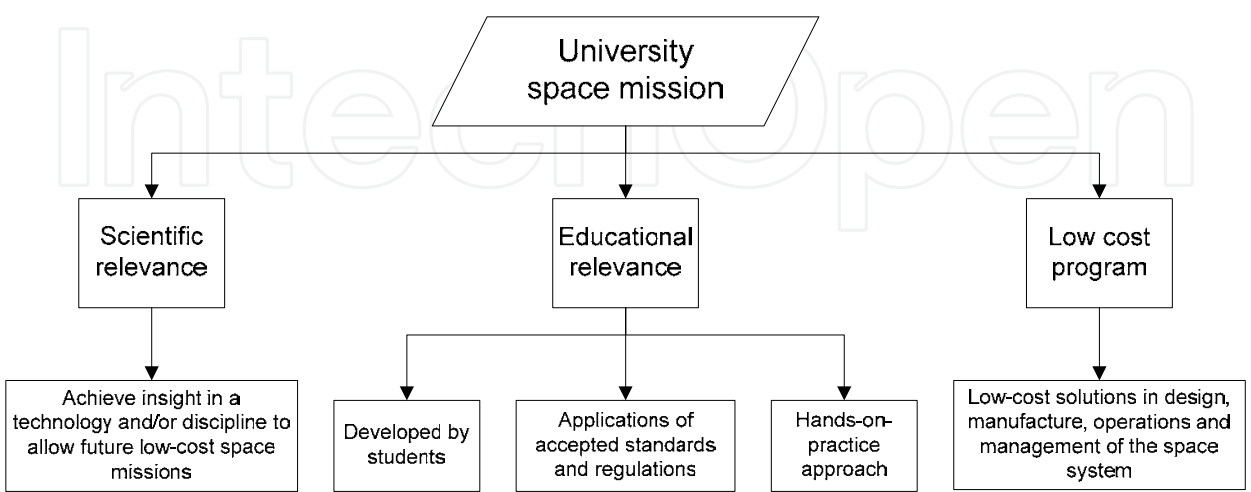 IntechOpen
University
space mission
Scientific
relevance
Educational
relevance
Low cost
program
Achieve insight in a
technology and/or discipline to
allow future low-cost space
missions
Developed by
students
Applications of
accepted standards
and regulations
Hands-on-
practice
approach
Low-cost solutions in design,
manufacture, operations and
management of the space
system